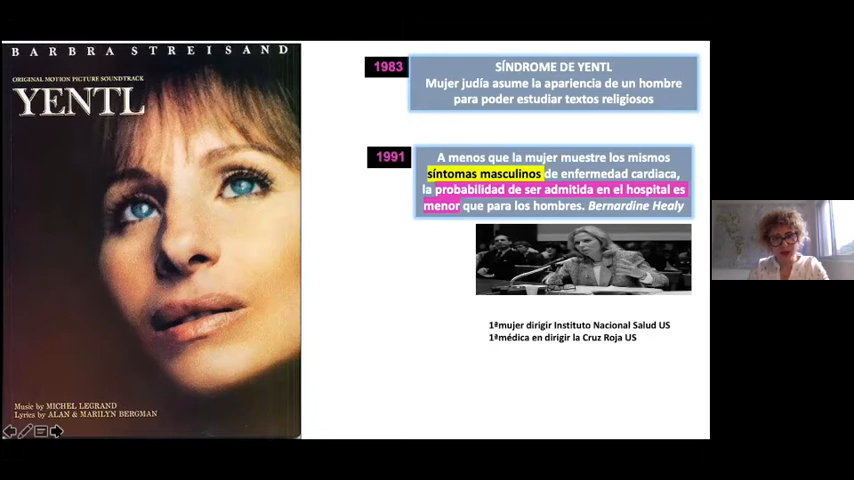 BARBRA STREISAND
ORIGINAL MOTION PICTURE SOUNDTRACK
YENTL
Music by MICHEL LEGRAND
Lyrics by ALAN & MARILYN BERGMAN
1983
SÍNDROME DE YENTL
Mujer judía asume la apariencia de un hombre
para poder estudiar textos religiosos
1991
A menos que la mujer muestre los mismos
síntomas masculinos de enfermedad cardiaca,
la probabilidad de ser admitida en el hospital es
menor que para los hombres. Bernardine Healy
1ªmujer dirigir Instituto Nacional Salud US
1ªmédica en dirigir la Cruz Roja US